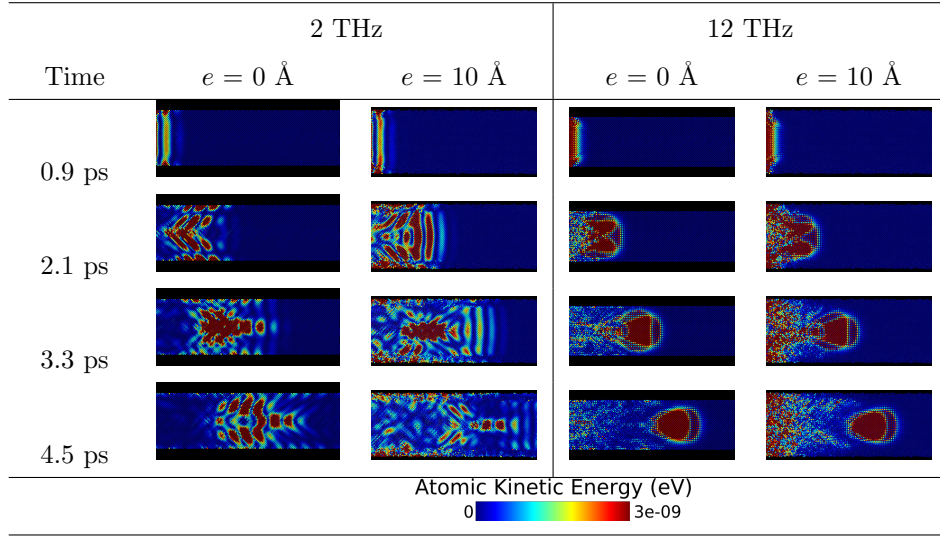 2 THz 12 THz
Time e = 0 Å e = 10 Å e = 0 Å e = 10 Å
0.9 ps
2.1 ps
3.3 ps
4.5 ps
Atomic Kinetic Energy (eV)
0 3e-09